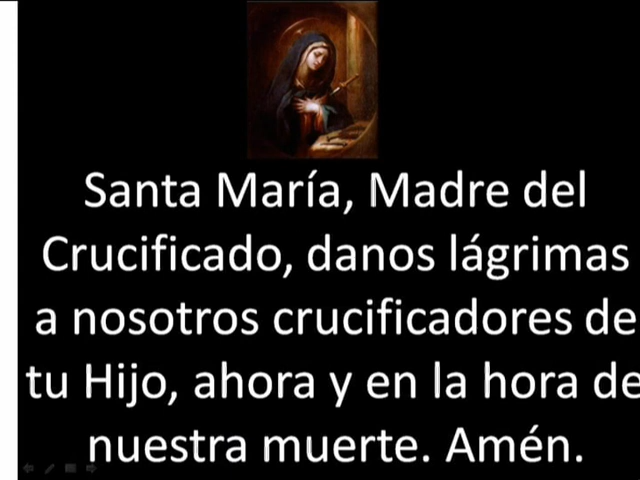 Santa María, Madre del
Crucificado, danos lágrimas
a nosotros crucificadores de
tu Hijo, ahora y en la hora de
nuestra muerte. Amén.